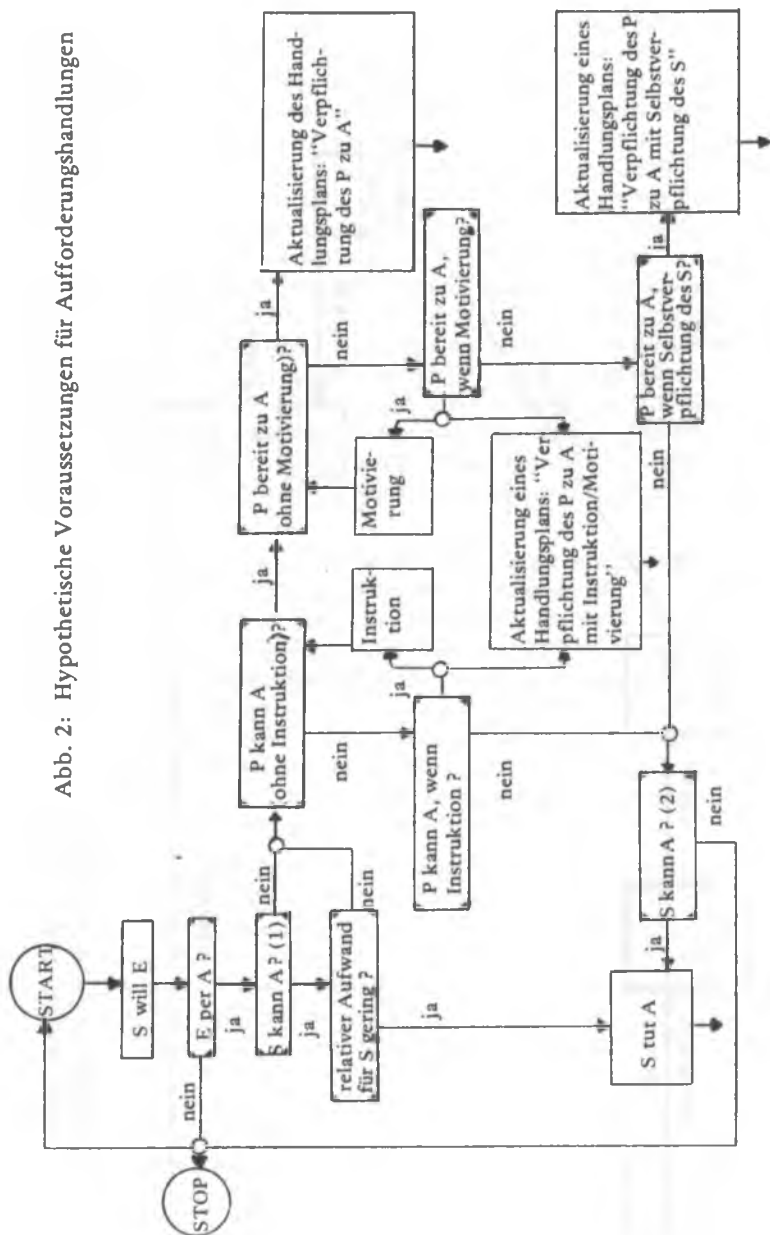 Abb. 2: Hypothetische Voraussetzungen für Aufforderungshandlungen
START
STOP
S will E
nein
E per A ?
ja
S kann A ? (1)
nein
ja
relativer Aufwand
für S gering ?
nein
ja
P kann A
(ohne Instruktion)?
ja
nein
Instruk-
tion
ja
P kann A, wenn
Instruktion ?
nein
P bereit zu A
ohne Motivierung)?
ja
nein
Aktualisierung des Hand-
lungsplans: “Verpflich-
tung des P zu A”
Motivie-
rung
ja
P bereit zu A,
wenn Motivierung?
nein
Aktualisierung eines
Handlungsplans: “Ver
pflichtung des P zu A
mit Instruktion/Moti-
vierung”
P bereit zu A,
wenn Selbstver-
pflichtung des S?
ja
nein
Aktualisierung eines
Handlungsplans:
“Verpflichtung des P
zu A mit Selbstver-
pflichtung des S”
S kann A ? (2)
nein
ja
S tut A